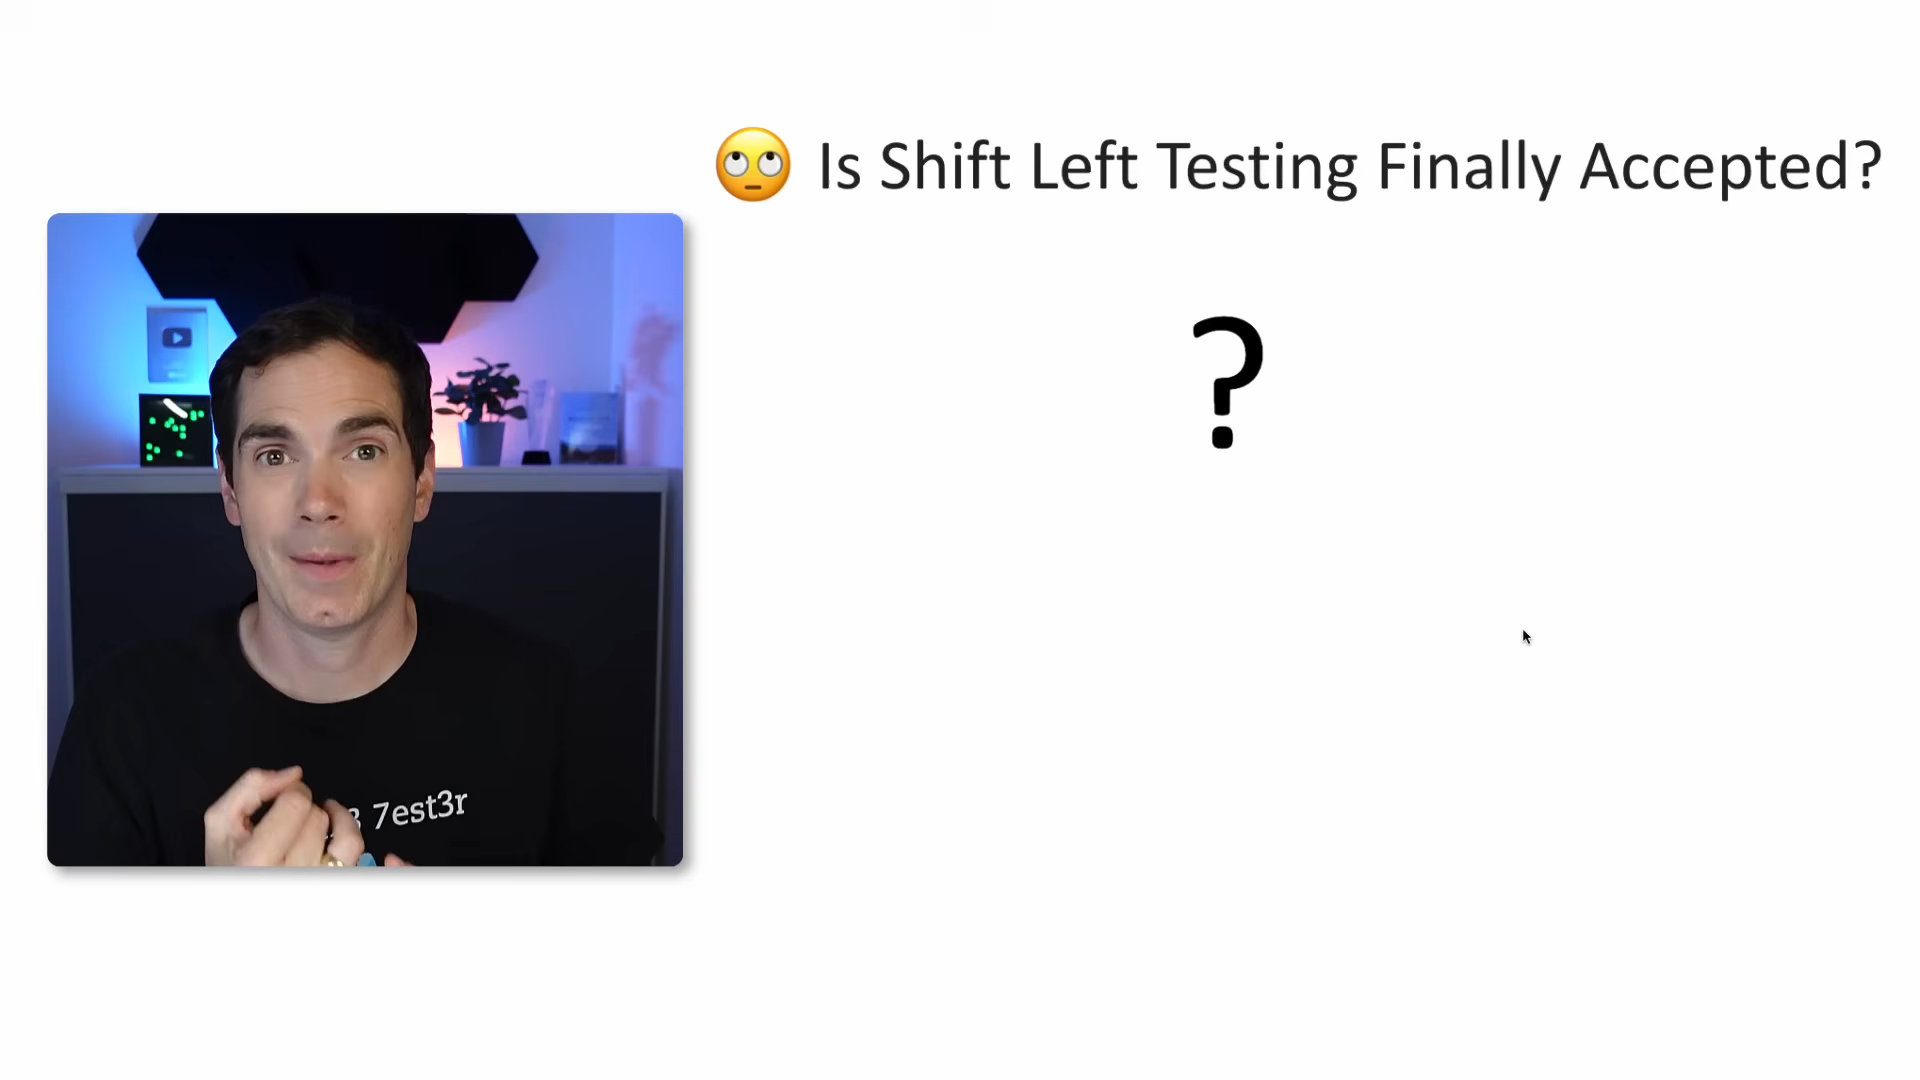 🙄 Is Shift Left Testing Finally Accepted?
?
7est3r